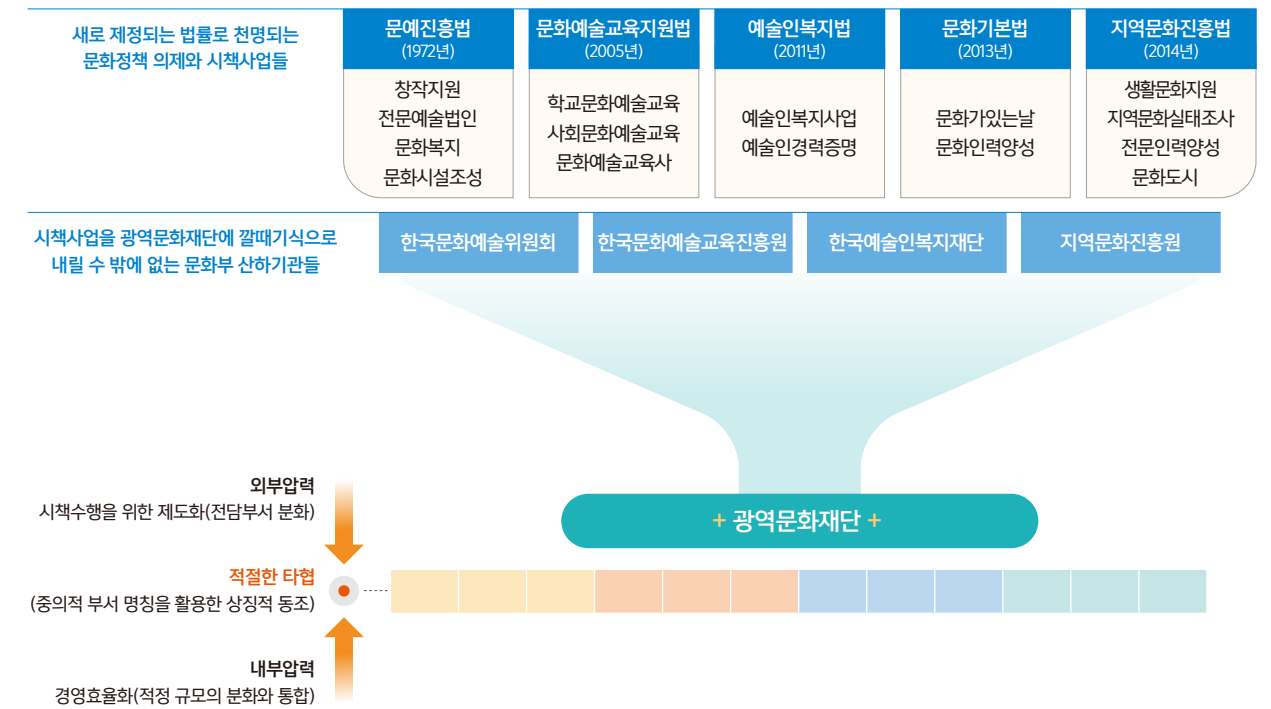 새로 제정되는 법률로 천명되는
문화정책 의제와 시책사업들
문예진흥법
(1972년)
창작지원
전문예술법인
문화복지
문화시설조성
문화예술교육지원법
(2005년)
학교문화예술교육
사회문화예술교육
문화예술교육사
예술인복지법
(2011년)
예술인복지사업
예술인경력증명
문화기본법
(2013년)
문화가있는날
문화인력양성
지역문화진흥법
(2014년)
생활문화지원
지역문화실태조사
전문인력양성
문화도시
시책사업을 광역문화재단에 깔때기식으로
내릴 수 밖에 없는 문화부 산하기관들
한국문화예술위원회
한국문화예술교육진흥원
한국예술인복지재단
지역문화진흥원
+ 광역문화재단 +
외부압력
시책수행을 위한 제도화(전담부서 분화)
적절한 타협
(중의적 부서 명칭을 활용한 상징적 동조)
내부압력
경영효율화(적정 규모의 분화와 통합)